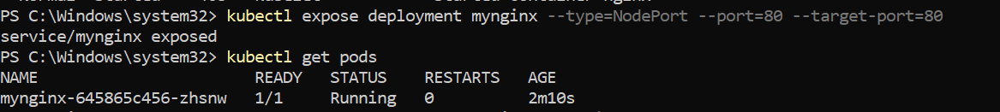 PS C:\Windows\system32> kubectl expose deployment mynginx --type=NodePort --port=80 --target-port=80
service/mynginx exposed
PS C:\Windows\system32> kubectl get pods
NAME READY STATUS RESTARTS AGE
mynginx-645865c456-zhsnw 1/1 Running 0 2m10s